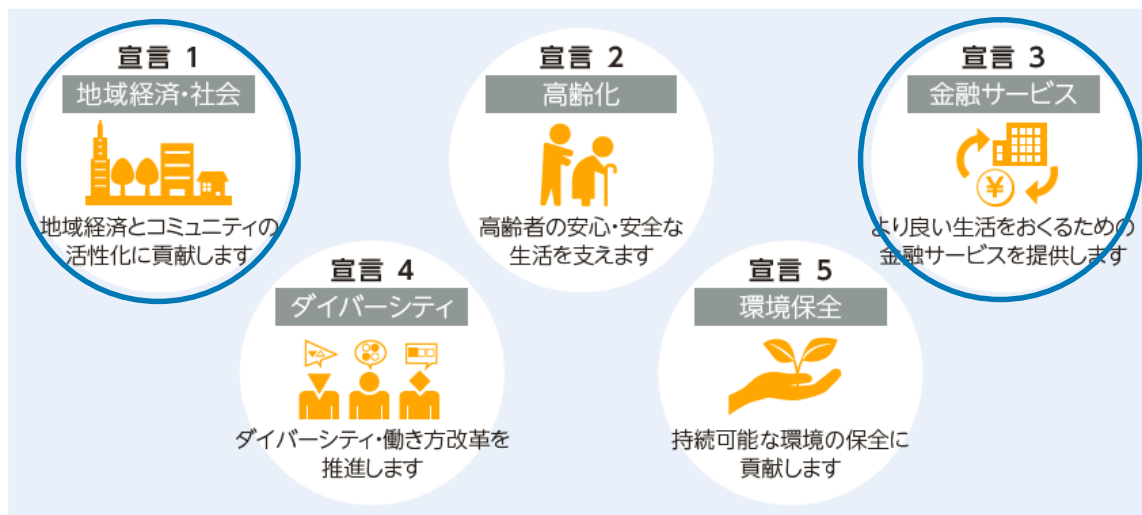 宣言 1
地域経済・社会
地域経済とコミュニティの
活性化に貢献します
宣言 2
高齢化
高齢者の安心・安全な
生活を支えます
宣言 3
金融サービス
¥
より良い生活をおくるための
金融サービスを提供します
宣言 4
ダイバーシティ
ダイバーシティ・働き方改革を
推進します
宣言 5
環境保全
持続可能な環境の保全に
貢献します